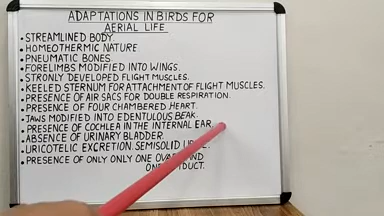 ADAPTATIONS IN BIRDS FOR
AERIAL LIFE
• STREAMLINED BODY.
• HOMEOTHERMIC NATURE
• PNEUMATIC BONES
• FORELIMBS MODIFIED INTO WINGS.
• STRONLY DEVELOPED FLIGHT MUSCLES.
• KEELED STERNUM FOR ATTACHMENT OF FLIGHT MUSCLES.
• PRESENCE OF AIR SACS FOR DOUBLE RESPIRATION.
• PRESENCE OF FOUR CHAMBERED HEART.
• JAWS MODIFIED INTO EDENTULOUS BEAK.
• PRESENCE OF COCHLEA IN THE INTERNAL EAR.
• ABSENCE OF URINARY BLADDER.
• URICOTELIC EXCRETION. SEMISOLID
• PRESENCE OF ONLY ONLY ONE AND
ONE